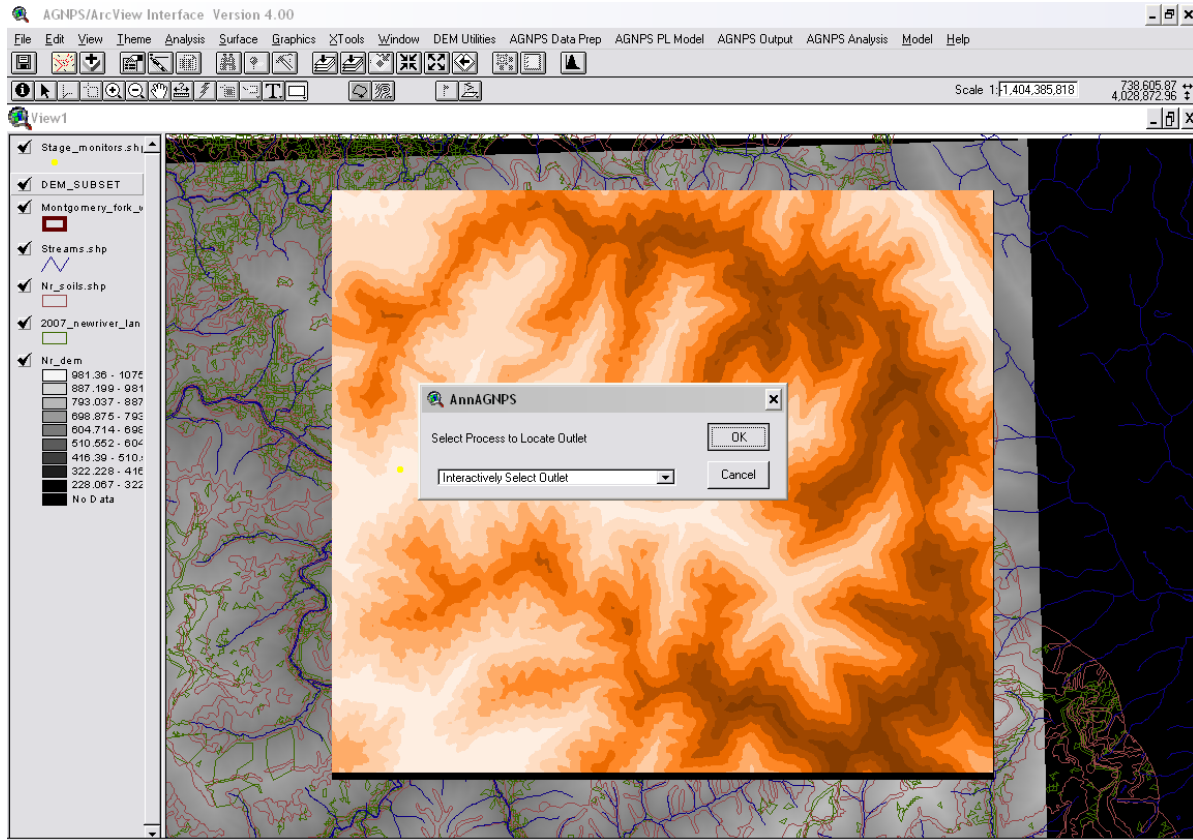 AGNPS/ArcView Interface Version 4.00
File Edit View Theme Analysis Surface Graphics XTools Window DEM Utilities AGNPS Data Prep AGNPS PL Model AGNPS Output AGNPS Analysis Model Help
Scale 1: -1,404,385,818
738,605.87
4,028,872.96
View1
Stage_monitors.shp
DEM_SUBSET
Montgomery_fork_w
Streams.shp
Nr_soils.shp
2007_newriver_lan
Nr_dem
981.36 - 1075
887.199 - 981
793.037 - 887
698.875 - 793
604.714 - 698
510.552 - 604
416.39 - 510.
322.228 - 416
228.067 - 322
No Data
AnnAGNPS
Select Process to Locate Outlet
OK
Interactively Select Outlet
Cancel